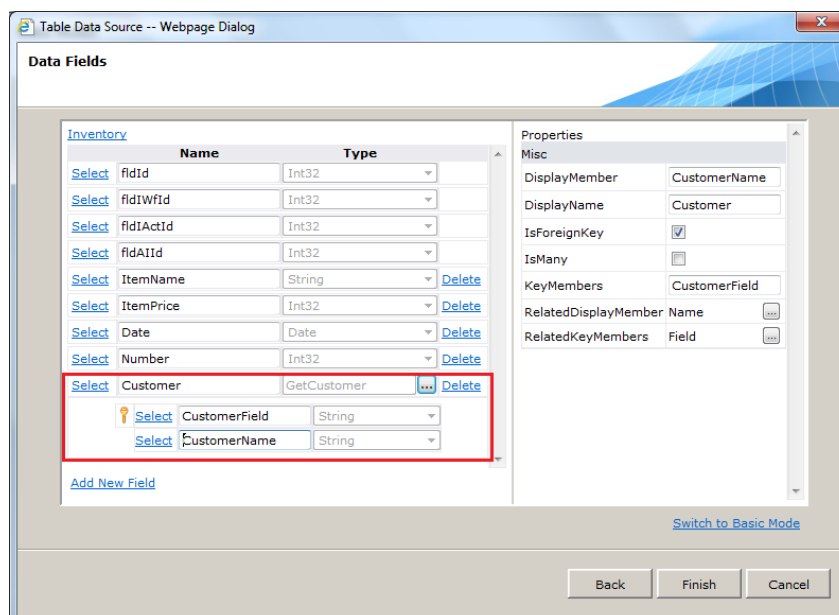 Table Data Source -- Webpage Dialog
x
Data Fields
Inventory
Name Type
Select fldId Int32
Select fldIWfId Int32
Select fldIActId Int32
Select fldAIId Int32
Select ItemName String Delete
Select ItemPrice Int32 Delete
Select Date Date Delete
Select Number Int32 Delete
Select Customer GetCustomer ... Delete
Select CustomerField String
Select CustomerName String
Add New Field
Properties
Misc
DisplayMember CustomerName
DisplayName Customer
IsForeignKey
IsMany
KeyMembers CustomerField
RelatedDisplayMember Name ...
RelatedKeyMembers Field ...
Switch to Basic Mode
Back Finish Cancel